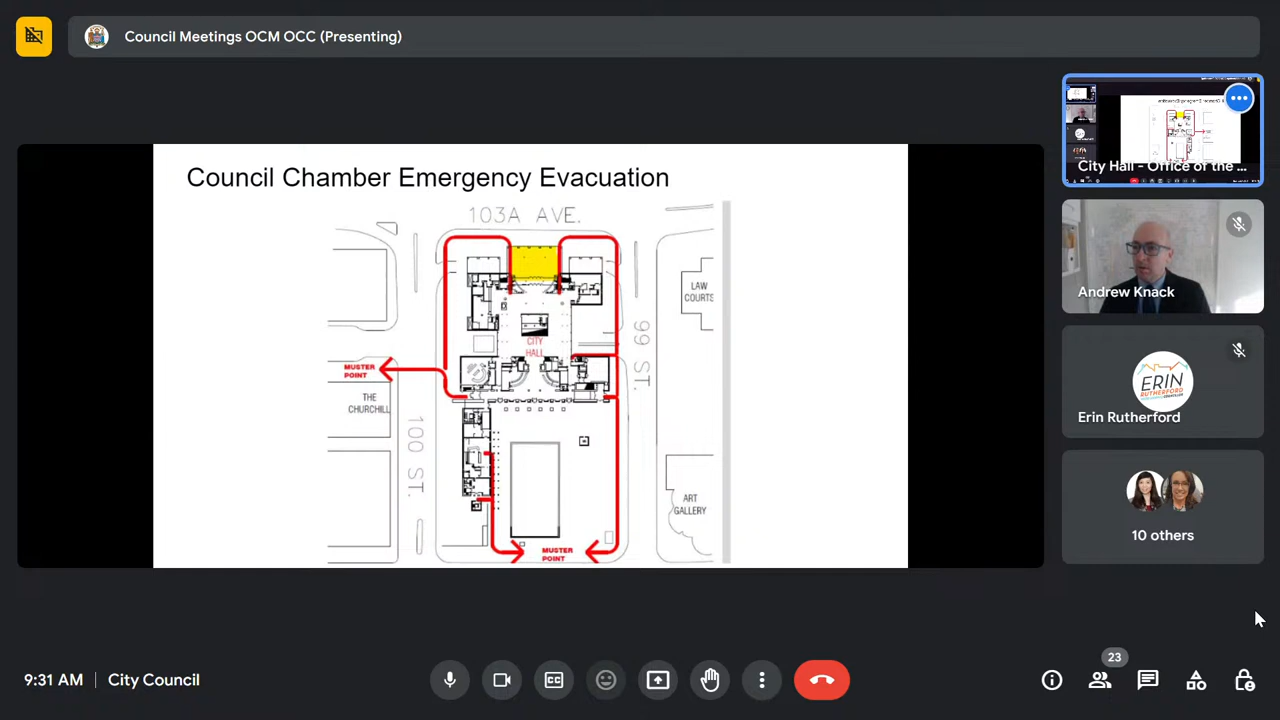 Council Meetings OCM OCC (Presenting)
Council Chamber Emergency Evacuation
103A AVE.
LAW
COURTS
CITY
HALL
99 ST.
MUSTER
POINT
THE
CHURCHILL
100 ST.
ART
GALLERY
MUSTER
POINT
City Hall - Office of the ...
Andrew Knack
ERIN
RUTHERFORD
Erin Rutherford
10 others
9:31 AM
City Council
CC
23